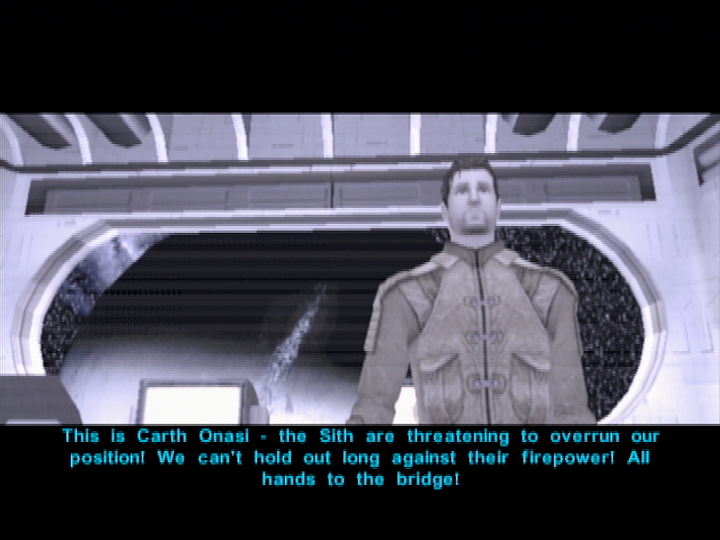 This is Carth Onasi - the Sith are threatening to overrun our
position! We can't hold out long against their firepower! All
hands to the bridge!